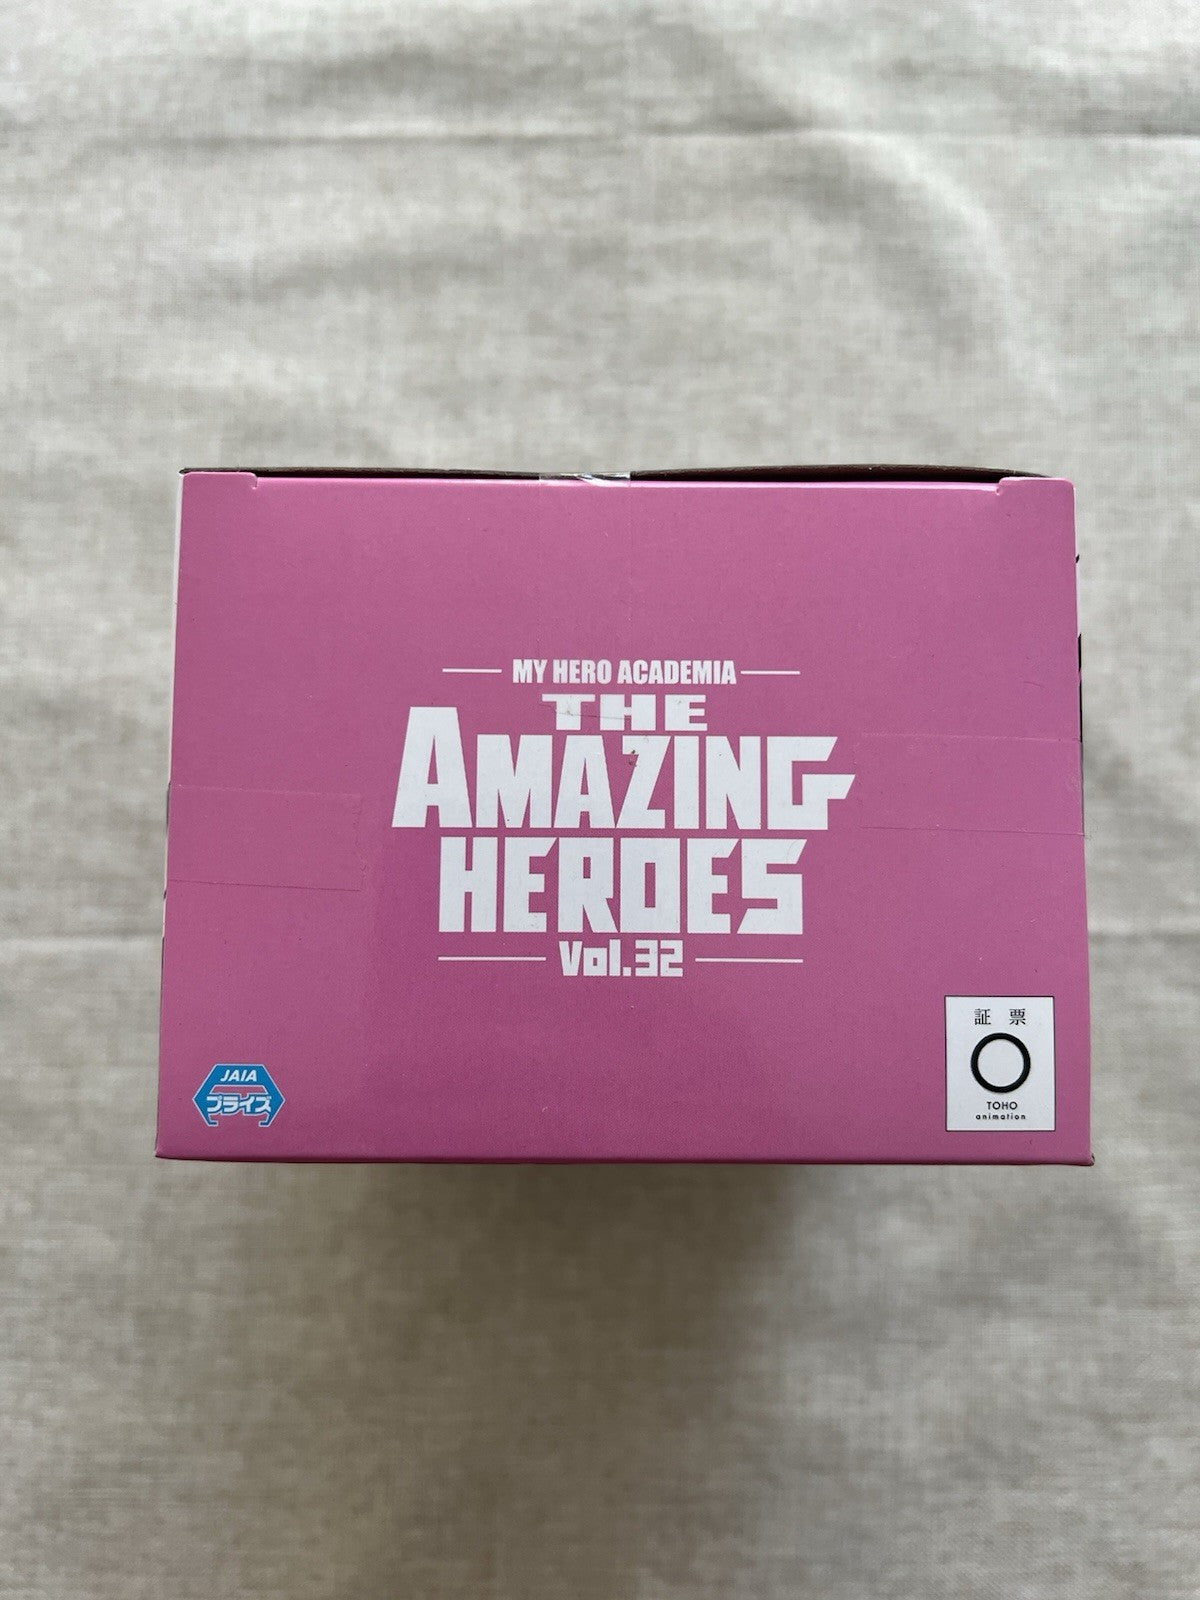 MY HERO ACADEMIA
THE
AMAZING
HEROES
Vol.32
証票
TOHO
animation
JAIA
プライズ